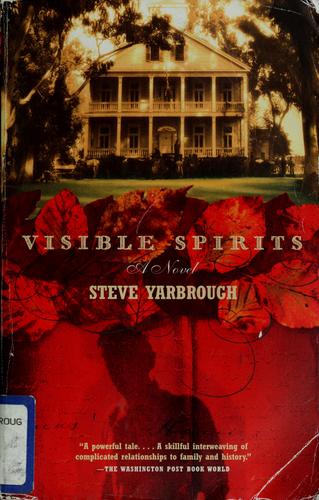 VISIBLE SPIRITS
A Novel
STEVE YARBROUGH
ROUG
"A powerful tale. . . . A skillful interweaving of
complicated relationships to family and history."
—THE WASHINGTON POST BOOK WORLD